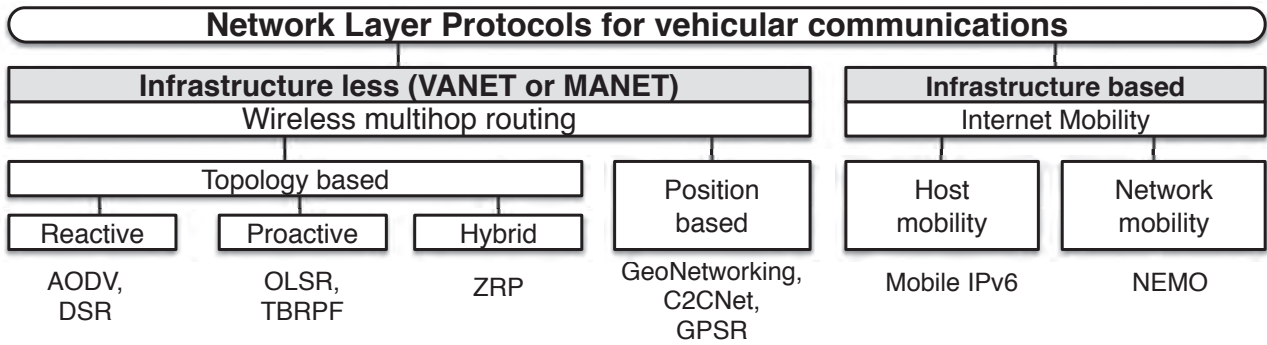 Network Layer Protocols for vehicular communications
Infrastructure less (VANET or MANET)
Wireless multihop routing
Topology based
Reactive
AODV,
DSR
Proactive
OLSR,
TBRPF
Hybrid
ZRP
Position
based
GeoNetworking,
C2CNet,
GPSR
Infrastructure based
Internet Mobility
Host
mobility
Mobile IPv6
Network
mobility
NEMO